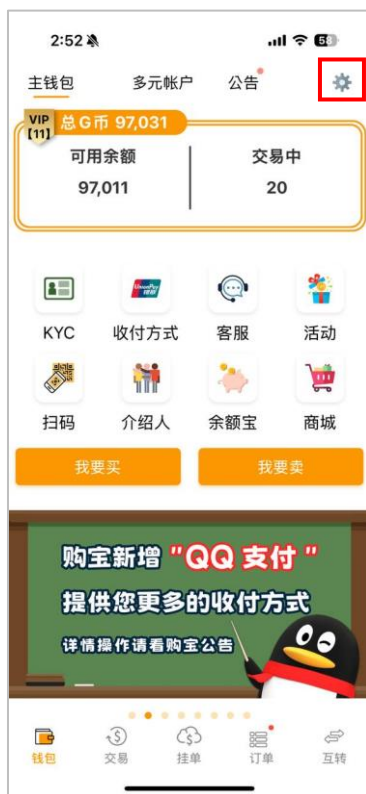 2:52 58
主钱包 多元帐户 公告
VIP [11] 总G币 97,031
可用余额 交易中
97,011 20
UnionPay 银联
KYC 收付方式 客服 活动
扫码 介绍人 余额宝 商城
我要买 我要卖
购宝新增 "QQ 支付"
提供您更多的收付方式
详情操作请看购宝公告
钱包 交易 挂单 订单 互转